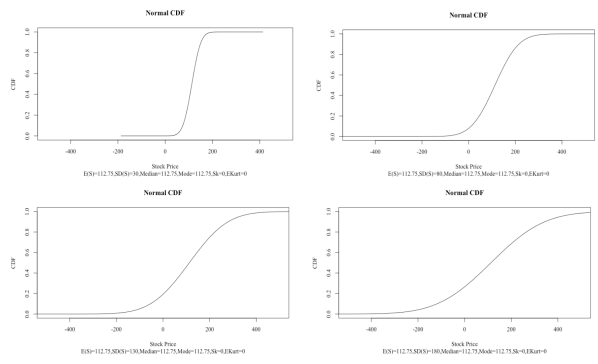 Normal CDF
CDF
0.0 0.2 0.4 0.6 0.8 1.0
-400 -200 0 200 400
Stock Price
E(S)=112.75,SD(S)=30,Median=112.75,Mode=112.75,Sk=0,EKurt=0
Normal CDF
CDF
0.0 0.2 0.4 0.6 0.8 1.0
-400 -200 0 200 400
Stock Price
E(S)=112.75,SD(S)=80,Median=112.75,Mode=112.75,Sk=0,EKurt=0
Normal CDF
CDF
0.0 0.2 0.4 0.6 0.8 1.0
-400 -200 0 200 400
Stock Price
E(S)=112.75,SD(S)=130,Median=112.75,Mode=112.75,Sk=0,EKurt=0
Normal CDF
CDF
0.0 0.2 0.4 0.6 0.8 1.0
-400 -200 0 200 400
Stock Price
E(S)=112.75,SD(S)=180,Median=112.75,Mode=112.75,Sk=0,EKurt=0